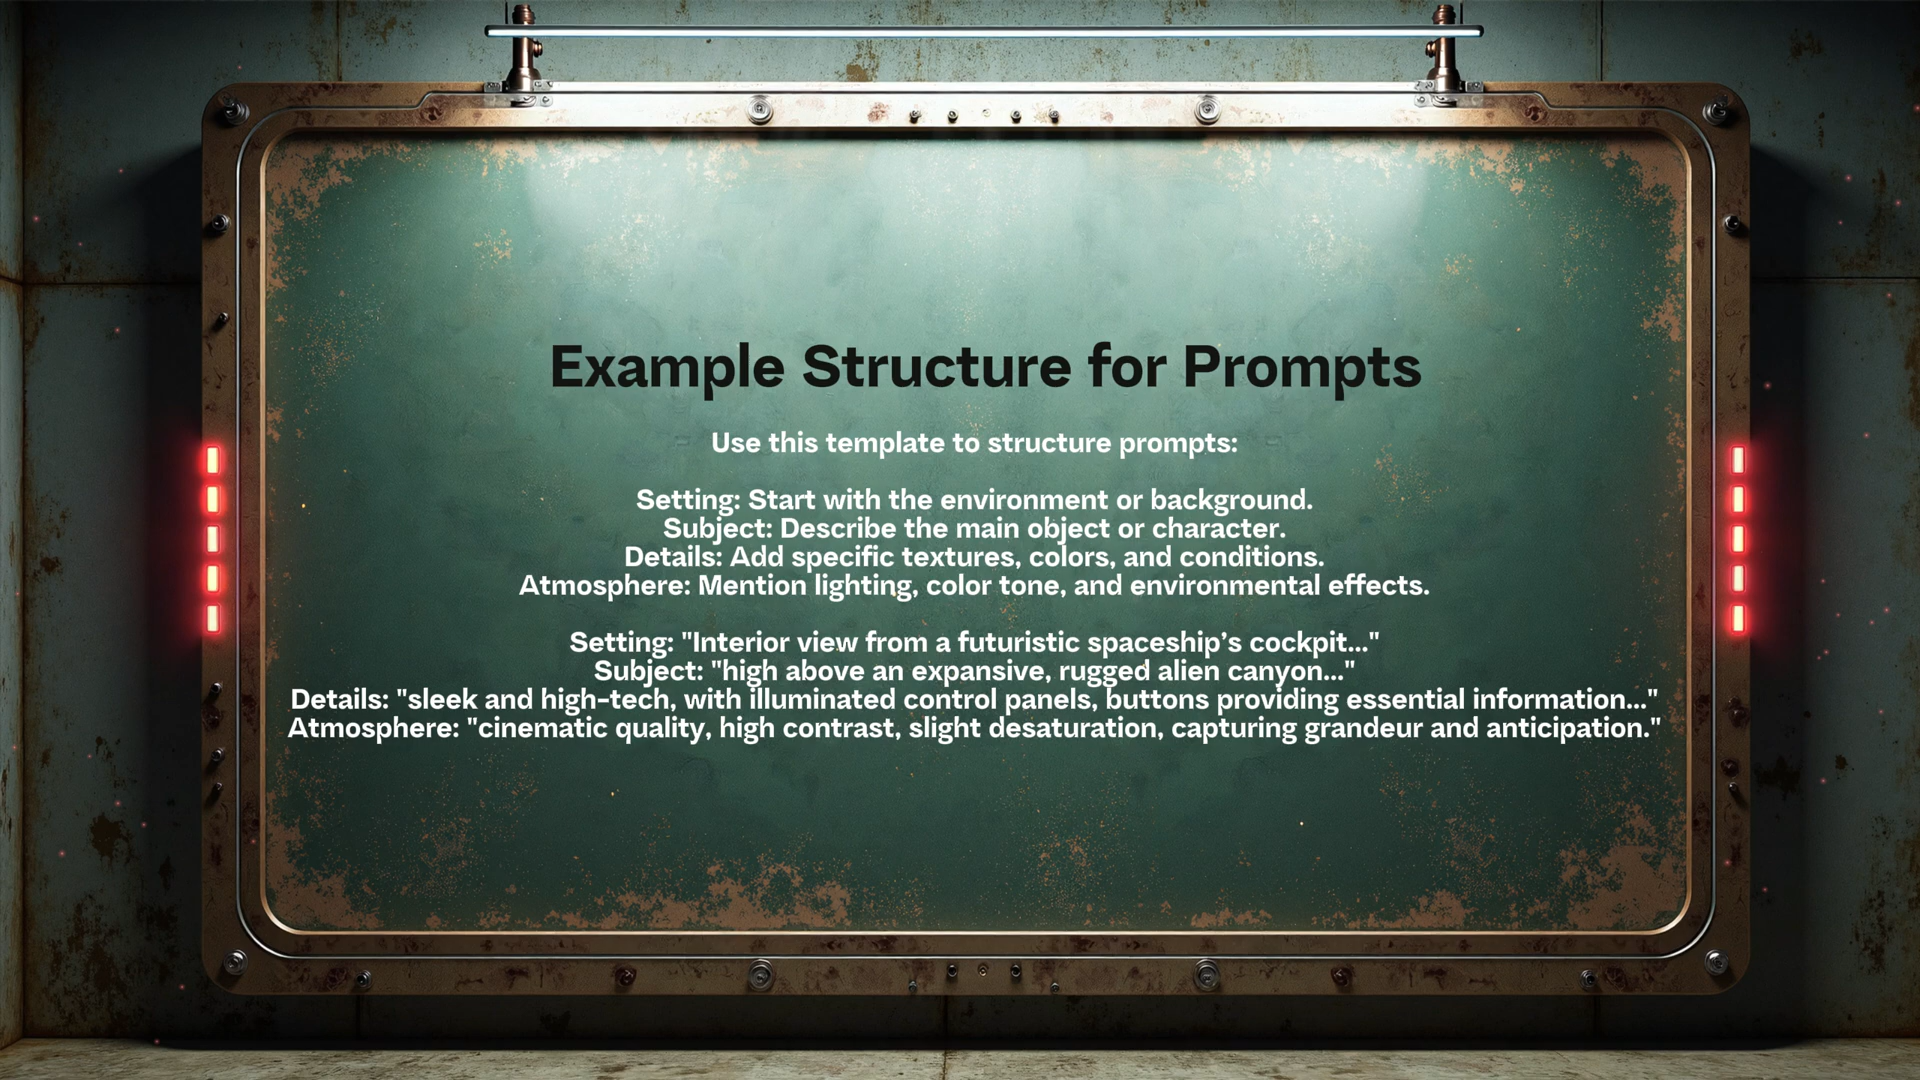 Example Structure for Prompts
Use this template to structure prompts:
Setting: Start with the environment or background.
Subject: Describe the main object or character.
Details: Add specific textures, colors, and conditions.
Atmosphere: Mention lighting, color tone, and environmental effects.
Setting: "Interior view from a futuristic spaceship’s cockpit..."
Subject: "high above an expansive, rugged alien canyon..."
Details: "sleek and high-tech, with illuminated control panels, buttons providing essential information..."
Atmosphere: "cinematic quality, high contrast, slight desaturation, capturing grandeur and anticipation."